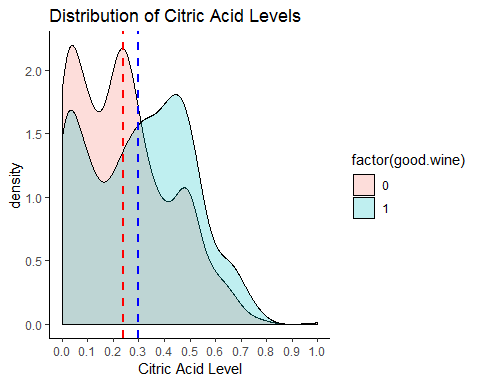 Distribution of Citric Acid Levels
density
2.0
1.5
1.0
0.5
0.0
0.0 0.1 0.2 0.3 0.4 0.5 0.6 0.7 0.8 0.9 1.0
Citric Acid Level
factor(good.wine)
0
1